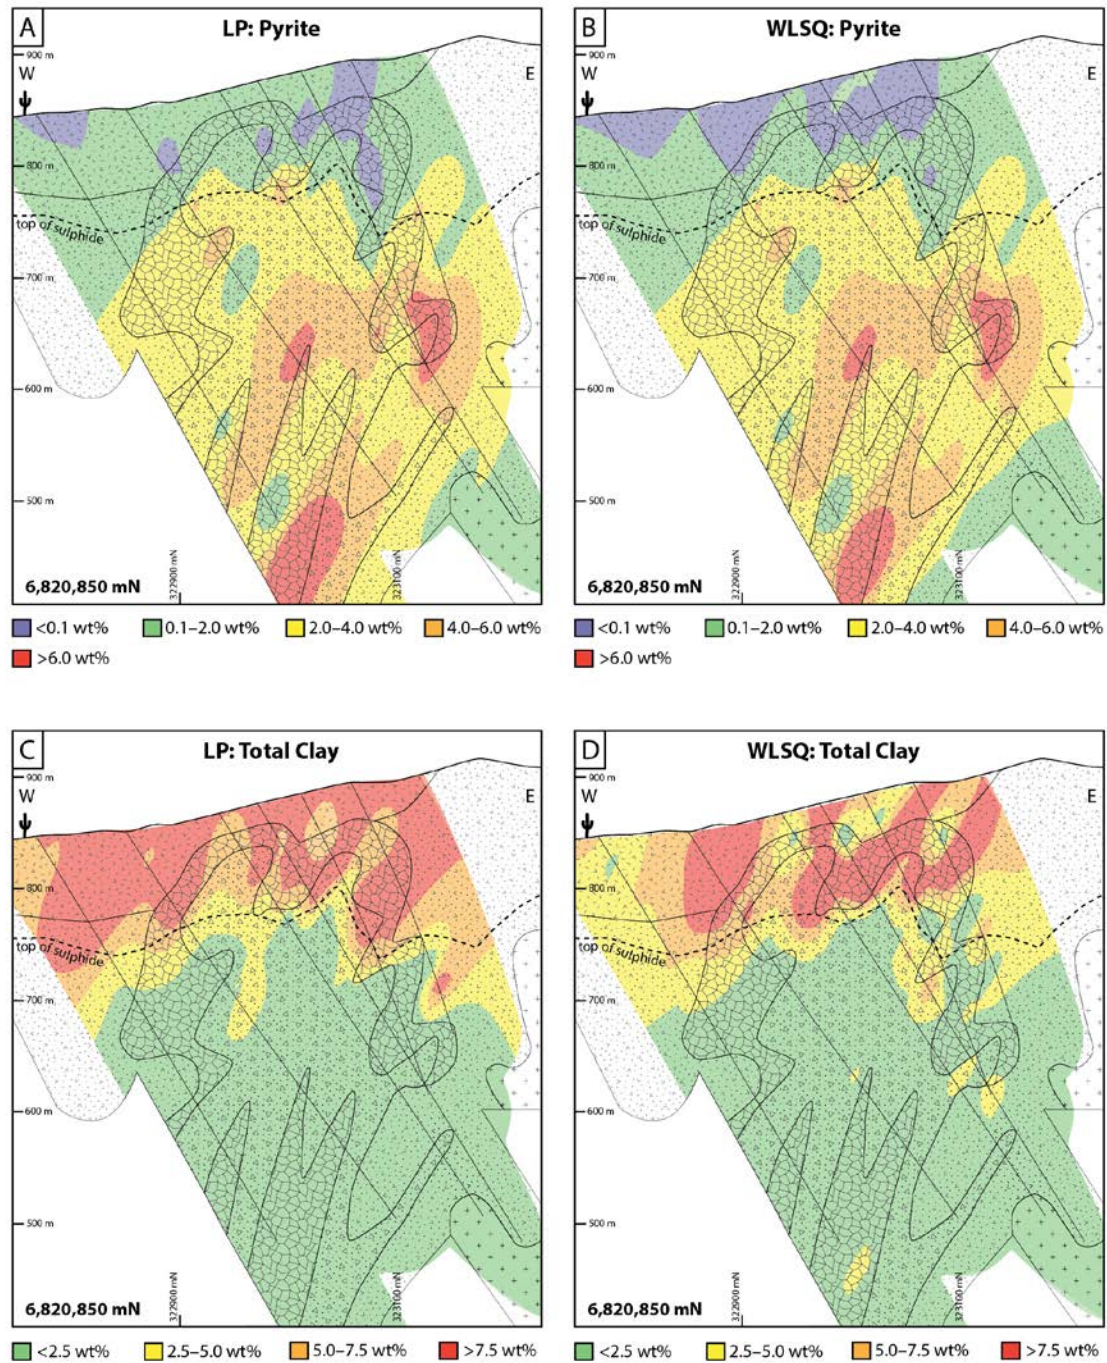 A LP: Pyrite
900 m
W E
800 m
top of sulphide
700 m
600 m
500 m
322900 mN
323100 mN
6,820,850 mN
<0.1 wt% 0.1–2.0 wt% 2.0–4.0 wt% 4.0–6.0 wt%
>6.0 wt%
B WLSQ: Pyrite
900 m
W E
800 m
top of sulphide
700 m
600 m
500 m
322900 mN
323100 mN
6,820,850 mN
<0.1 wt% 0.1–2.0 wt% 2.0–4.0 wt% 4.0–6.0 wt%
>6.0 wt%
C LP: Total Clay
900 m
W E
800 m
top of sulphide
700 m
600 m
500 m
322900 mN
323100 mN
6,820,850 mN
<2.5 wt% 2.5–5.0 wt% 5.0–7.5 wt% >7.5 wt%
D WLSQ: Total Clay
900 m
W E
800 m
top of sulphide
700 m
600 m
500 m
322900 mN
323100 mN
6,820,850 mN
<2.5 wt% 2.5–5.0 wt% 5.0–7.5 wt% >7.5 wt%